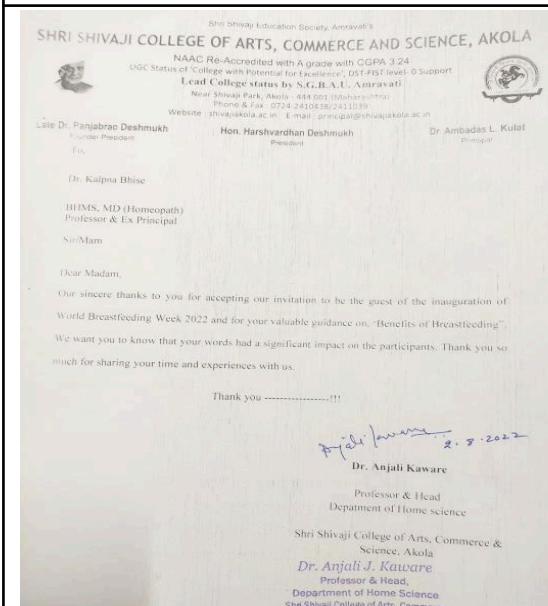 Shri Shivaji Education Society, Amravati's
SHRI SHIVAJI COLLEGE OF ARTS, COMMERCE AND SCIENCE, AKOLA
NAAC Re-Accredited with A grade with CGPA 3.24
UGC Status of 'College with Potential for Excellence', DST-FIST level- 0 Support
Lead College status by S.G.B.A.U. Amravati
Near Shivaji Park, Akola - 444 001 (Maharashtra)
Phone & Fax : 0724-2410438/2411039
Website : shivajiakola.ac.in E-mail : principal@shivajiakola.ac.in
Late Dr. Panjabrao Deshmukh Hon. Harshvardhan Deshmukh Dr. Ambadas L. Kulat
Founder President President Principal
To,
Dr. Kalpna Bhise
BHMS, MD (Homeopath)
Professor & Ex Principal
Sir/Mam
Dear Madam,
Our sincere thanks to you for accepting our invitation to be the guest of the inauguration of
World Breastfeeding Week 2022 and for your valuable guidance on, "Benefits of Breastfeeding".
We want you to know that your words had a significant impact on the participants. Thank you so
much for sharing your time and experiences with us.
Thank you ------------------!!!
Anjali Kaware 2.8.2022
Dr. Anjali Kaware
Professor & Head
Depatment of Home science
Shri Shivaji College of Arts, Commerce &
Science, Akola
Dr. Anjali J. Kaware
Professor & Head,
Department of Home Science
Shri Shivaji College of Arts,